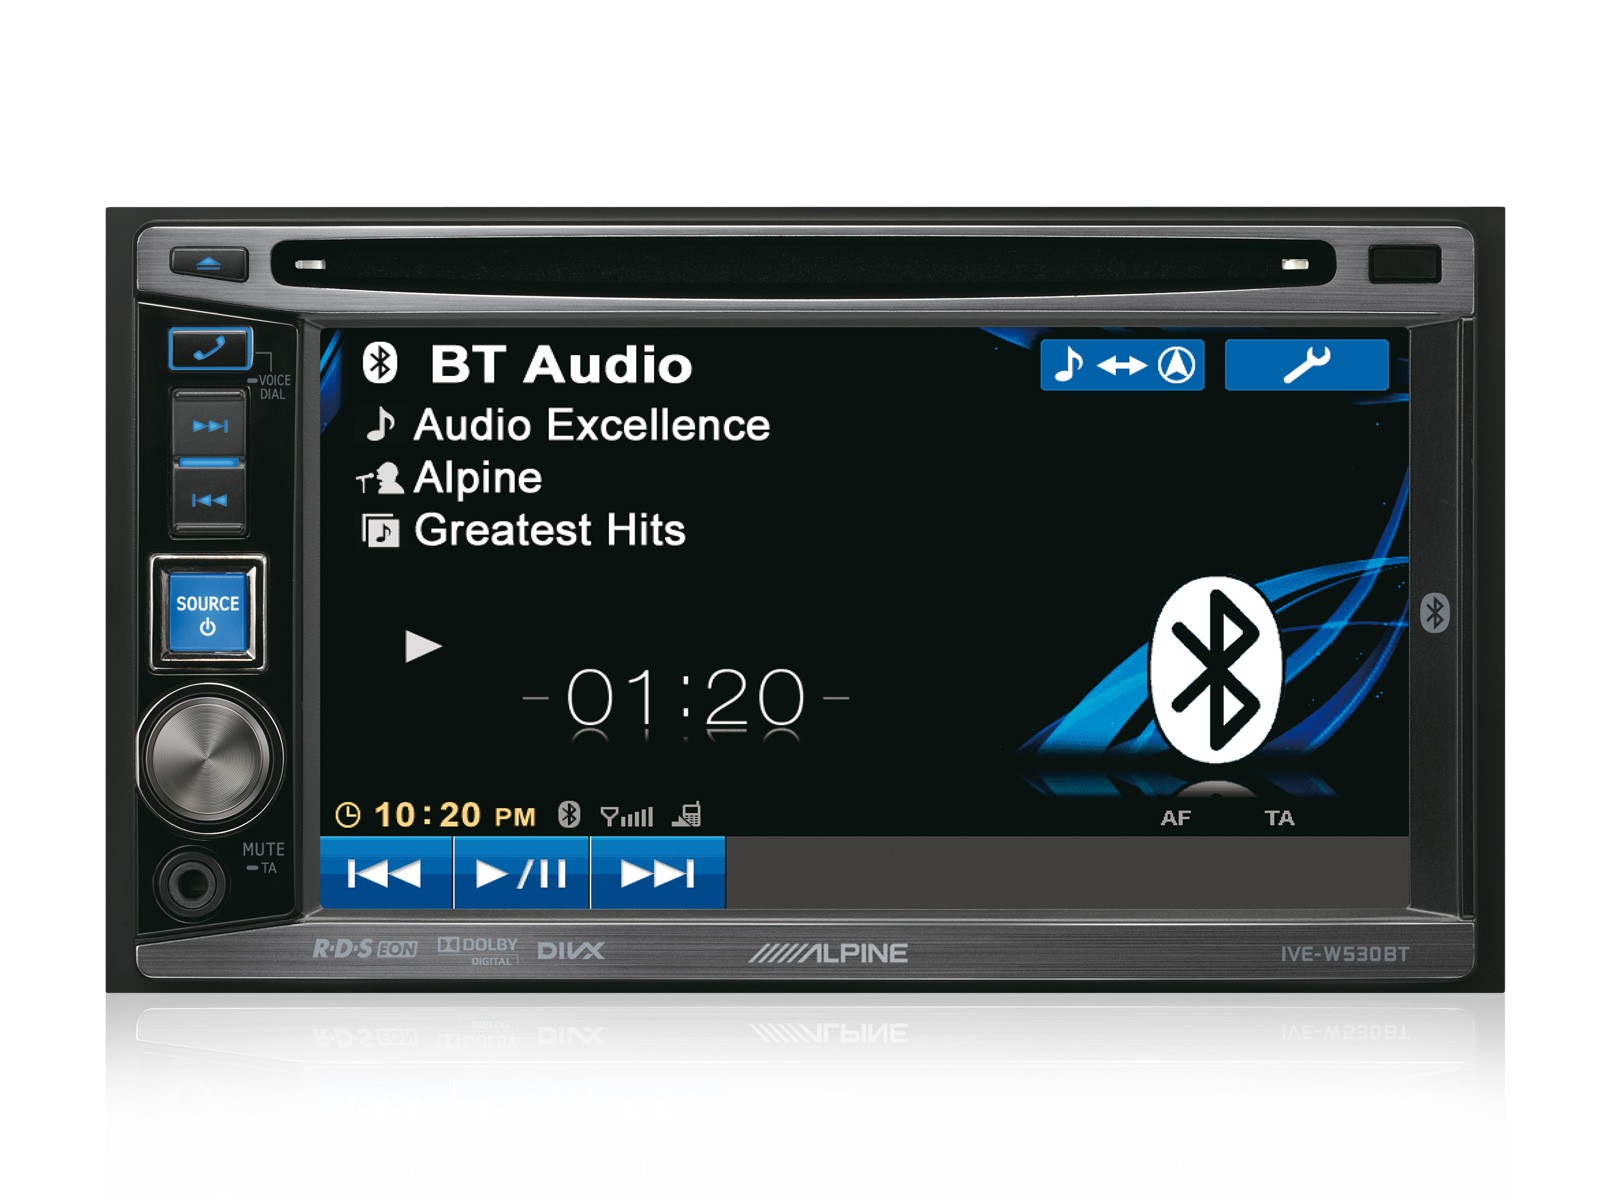 VOICE
DIAL
SOURCE
MUTE
TA
BT Audio
Audio Excellence
Alpine
Greatest Hits
-01:20-
10:20 PM
AF TA
R·D·S EON
DOLBY
DIGITAL
DIVX
ALPINE
IVE-W530BT